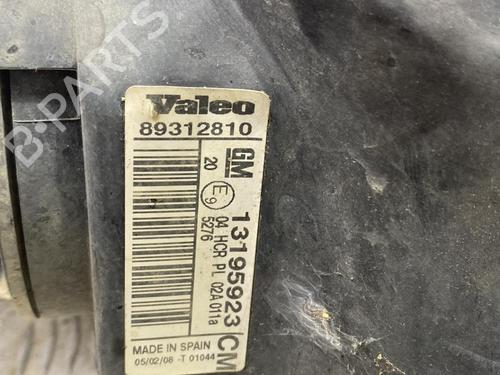 B-PARTS
Valeo
89312810
GM
20
E9
04 HCR PL 02A 011a
5276
13195923
CM
MADE IN SPAIN
05/02/08 -T 01044